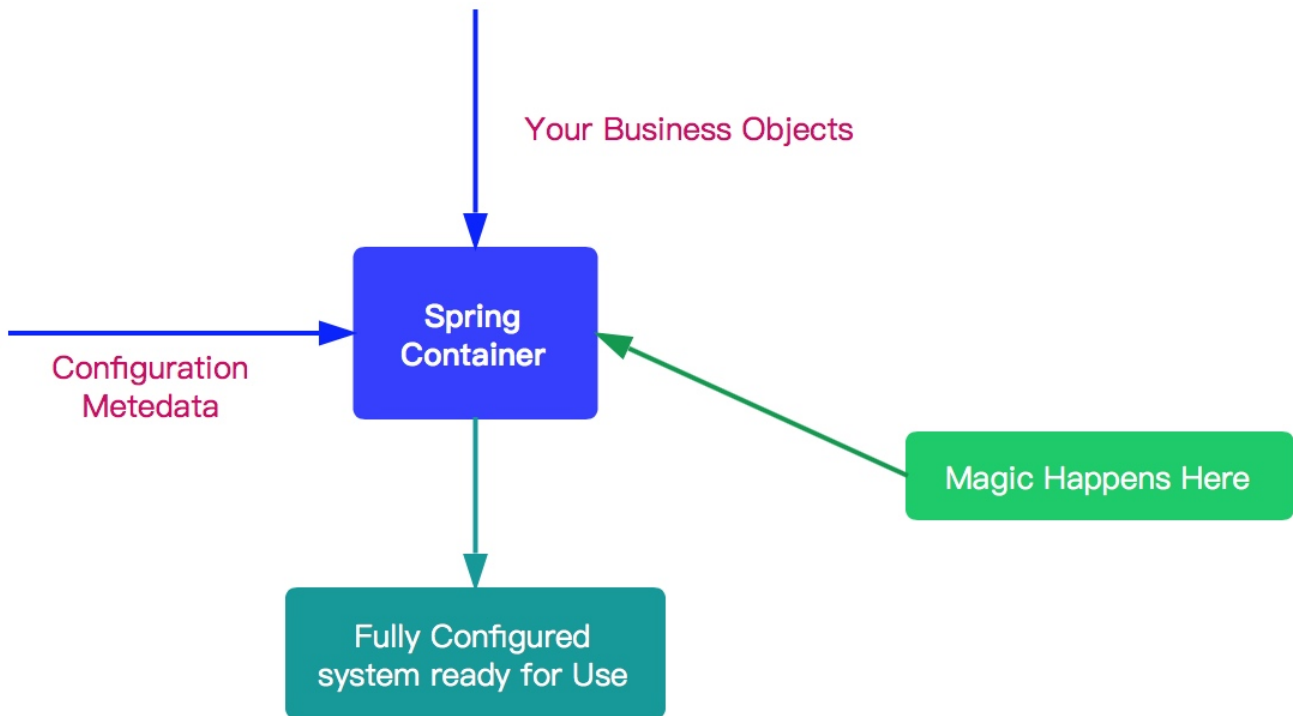 Your Business Objects
Spring
Container
Configuration
Metedata
Magic Happens Here
Fully Configured
system ready for Use